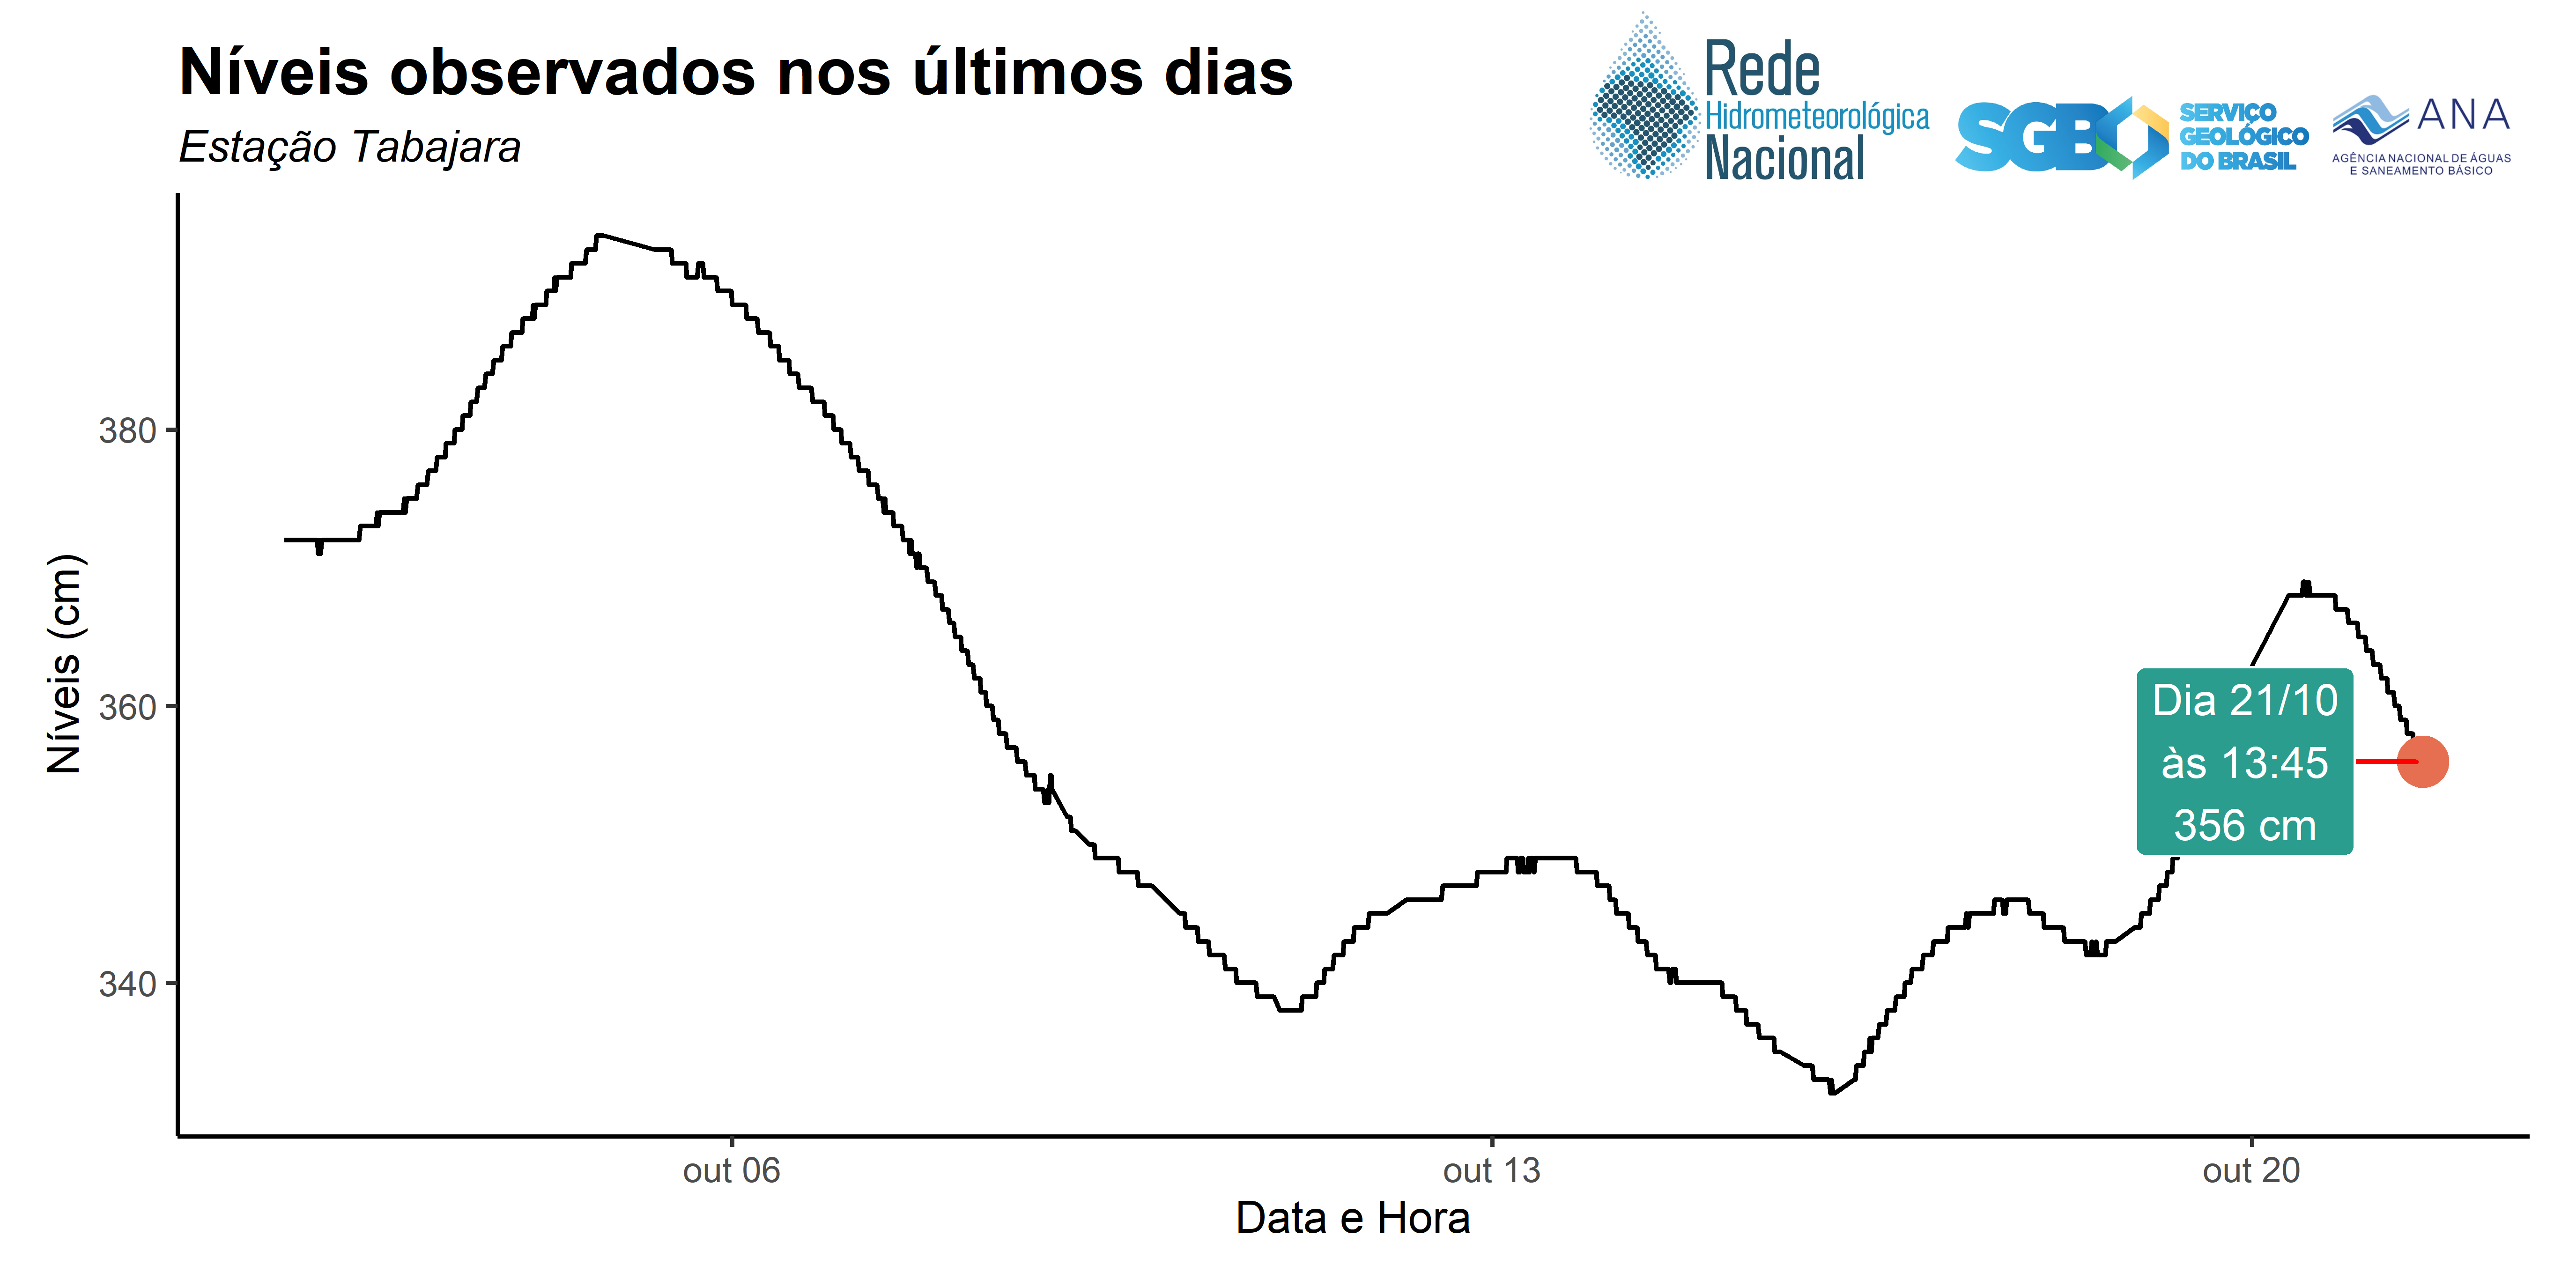 Níveis observados nos últimos dias
Estação Tabajara
Rede
Hidrometeorológica
Nacional
SGB
SERVIÇO
GEOLÓGICO
DO BRASIL
ANA
AGÊNCIA NACIONAL DE ÁGUAS
E SANEAMENTO BÁSICO
Níveis (cm)
380
360
340
Dia 21/10
às 13:45
356 cm
out 06
out 13
out 20
Data e Hora